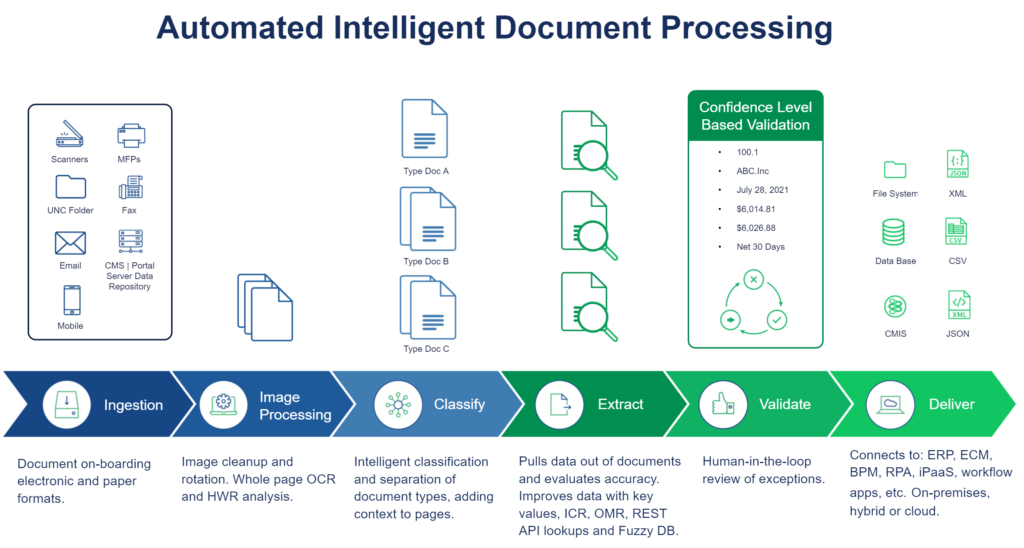 Automated Intelligent Document Processing
Scanners
MFPs
UNC Folder
Fax
Email
CMS | Portal
Server Data
Repository
Mobile
Type Doc A
Type Doc B
Type Doc C
Confidence Level
Based Validation
• 100.1
• ABC.Inc
• July 28, 2021
• $6,014.81
• $6,026.88
• Net 30 Days
File System
{;}
JSON
XML
Data Base
CSV
CSV
CMIS
</>
XML
JSON
Ingestion
Image
Processing
Classify
Extract
Validate
Deliver
Document on-boarding
electronic and paper
formats.
Image cleanup and
rotation. Whole page OCR
and HWR analysis.
Intelligent classification
and separation of
document types, adding
context to pages.
Pulls data out of documents
and evaluates accuracy.
Improves data with key
values, ICR, OMR, REST
API lookups and Fuzzy DB.
Human-in-the-loop
review of exceptions.
Connects to: ERP, ECM,
BPM, RPA, iPaaS, workflow
apps, etc. On-premises,
hybrid or cloud.